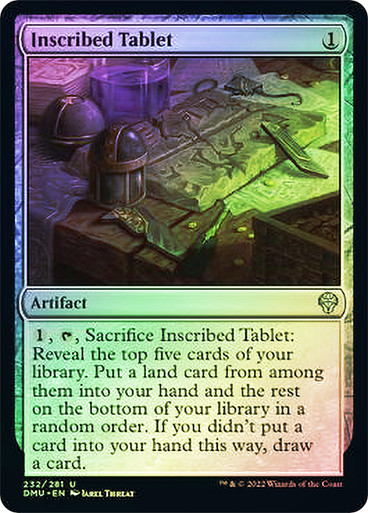 Inscribed Tablet 1
Artifact
1, T, Sacrifice Inscribed Tablet:
Reveal the top five cards of your
library. Put a land card from among
them into your hand and the rest
on the bottom of your library in a
random order. If you didn't put a
card into your hand this way, draw
a card.
232/281 U
DMU • EN JAREL THREAT ™ & © 2022 Wizards of the Coast